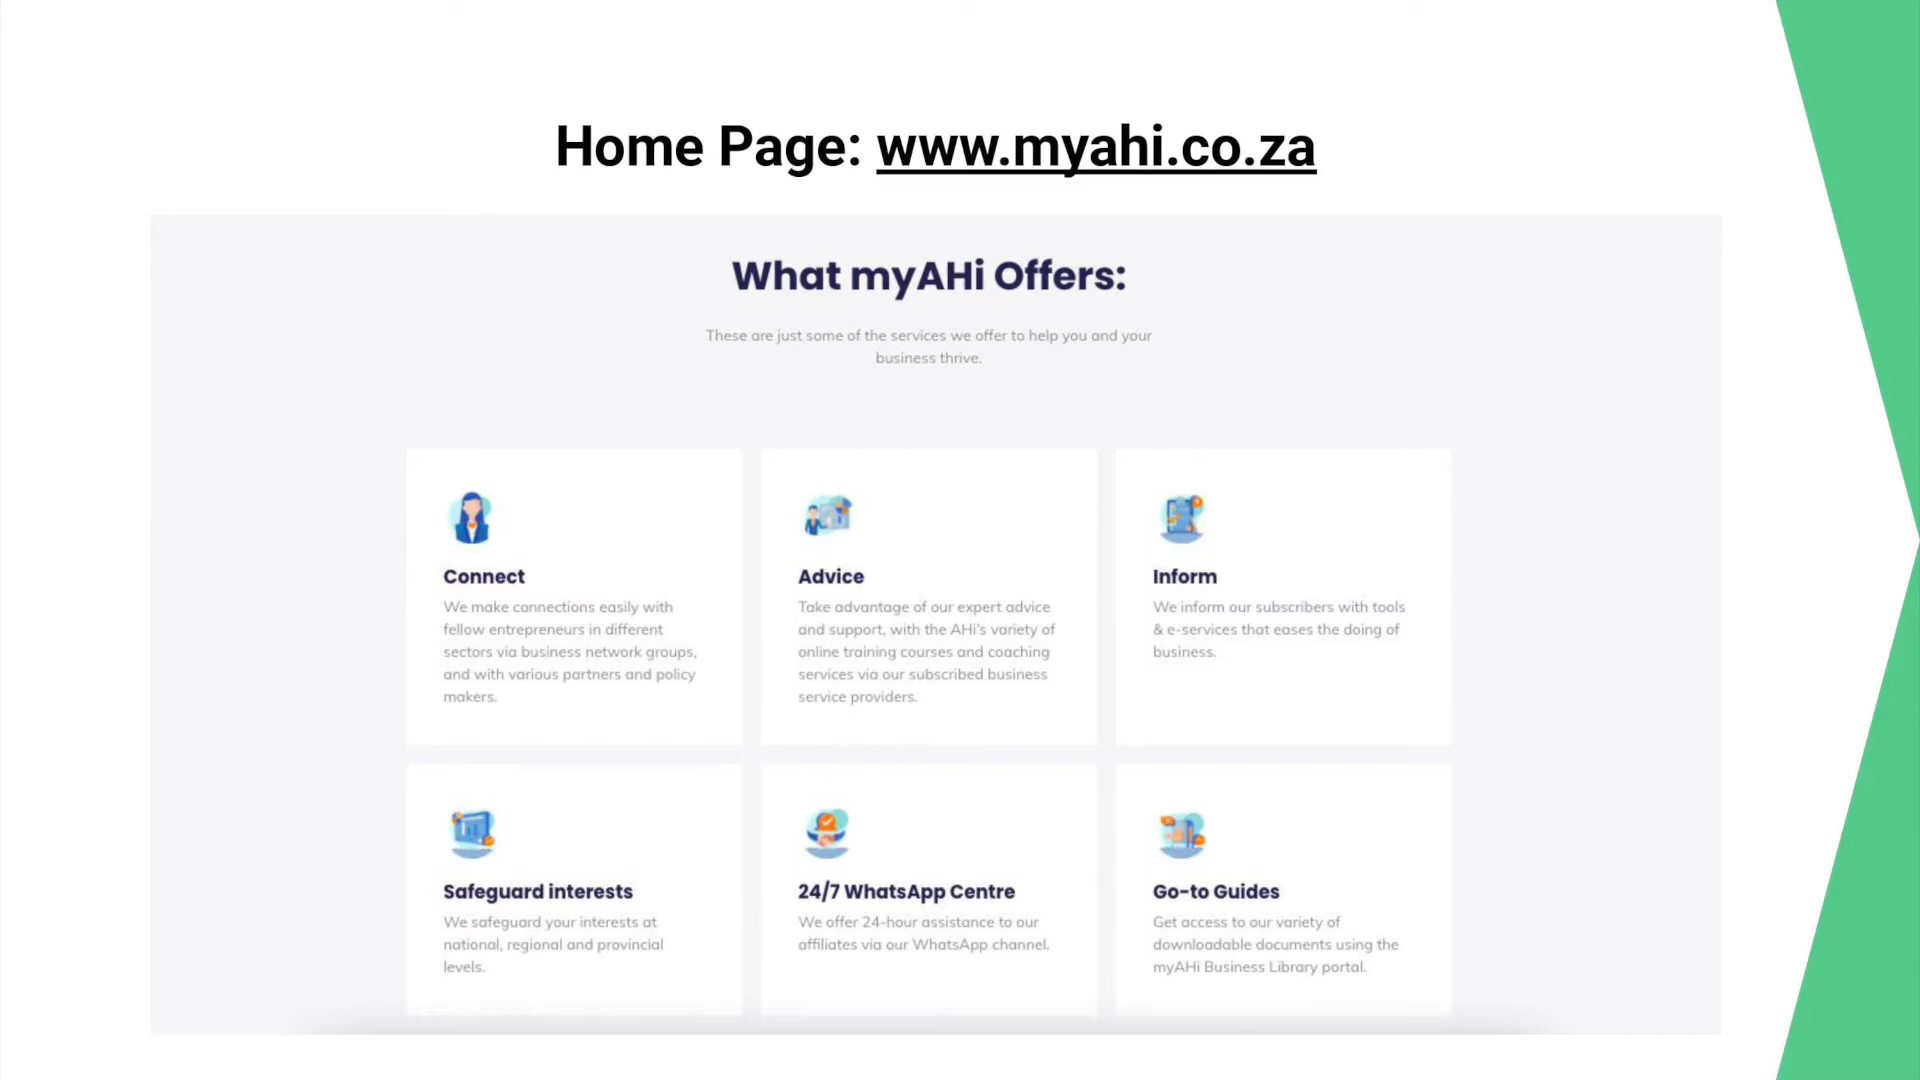 Home Page: www.myahi.co.za
What myAHi Offers:
These are just some of the services we offer to help you and your
business thrive.
Connect
We make connections easily with
fellow entrepreneurs in different
sectors via business network groups,
and with various partners and policy
makers.
Advice
Take advantage of our expert advice
and support, with the AHi's variety of
online training courses and coaching
services via our subscribed business
service providers.
Inform
We inform our subscribers with tools
& e-services that eases the doing of
business.
Safeguard interests
We safeguard your interests at
national, regional and provincial
levels.
24/7 WhatsApp Centre
We offer 24-hour assistance to our
affiliates via our WhatsApp channel.
Go-to Guides
Get access to our variety of
downloadable documents using the
myAHi Business Library portal.